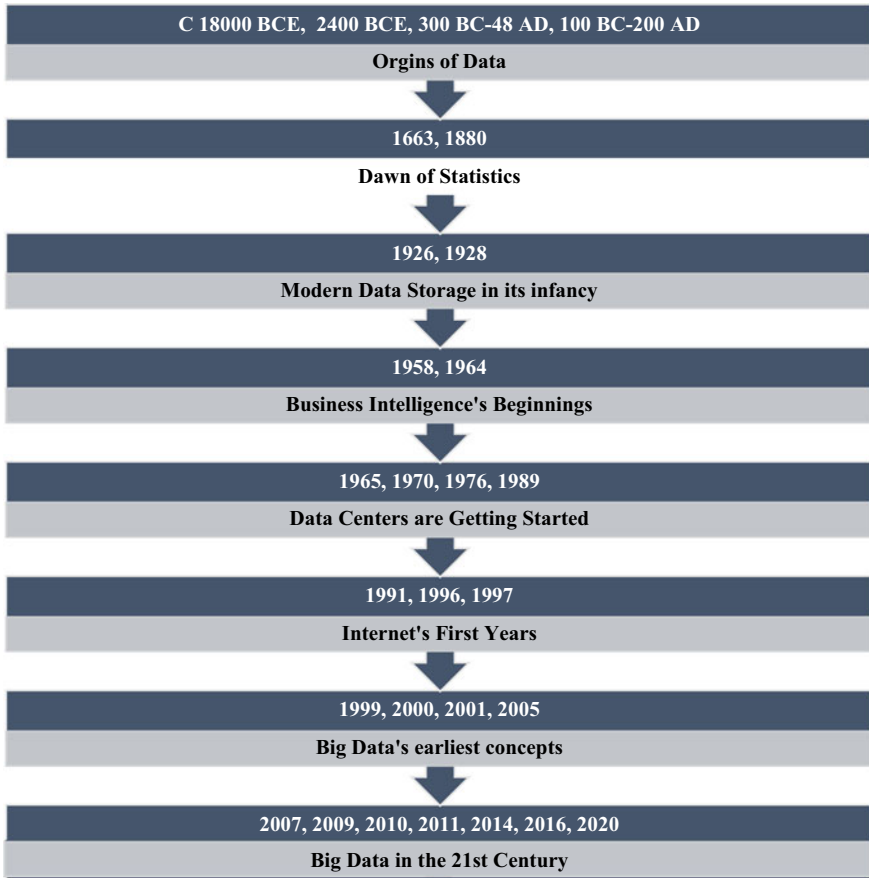 C 18000 BCE, 2400 BCE, 300 BC-48 AD, 100 BC-200 AD
Orgins of Data
1663, 1880
Dawn of Statistics
1926, 1928
Modern Data Storage in its infancy
1958, 1964
Business Intelligence's Beginnings
1965, 1970, 1976, 1989
Data Centers are Getting Started
1991, 1996, 1997
Internet's First Years
1999, 2000, 2001, 2005
Big Data's earliest concepts
2007, 2009, 2010, 2011, 2014, 2016, 2020
Big Data in the 21st Century